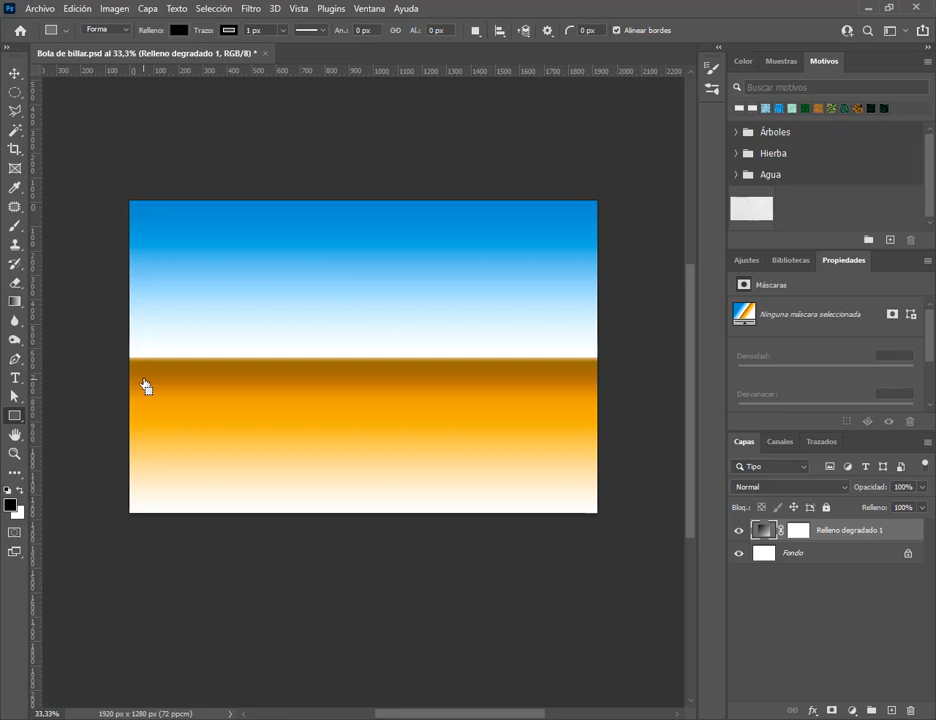 Ps Archivo Edición Imagen Capa Texto Selección Filtro 3D Vista Plugins Ventana Ayuda
Forma Relleno: Trazo: 1 px An.: 0 px Al.: 0 px 0 px Alinear bordes
Bola de billar.psd al 33,3% (Relleno degradado 1, RGB/8) *
300 200 100 0 100 200 300 400 500 600 700 800 900 1000 1100 1200 1300 1400 1500 1600 1700 1800 1900 2000 2100 2200
Color Muestras Motivos
Buscar motivos
Árboles
Hierba
Agua
Ajustes Bibliotecas Propiedades
Máscaras
Ninguna máscara seleccionada
Densidad:
Desvanecer:
Capas Canales Trazados
Tipo
Normal Opacidad: 100%
Bloq.: Relleno: 100%
Relleno degradado 1
Fondo
33,33% 1920 px x 1280 px (72 ppcm)